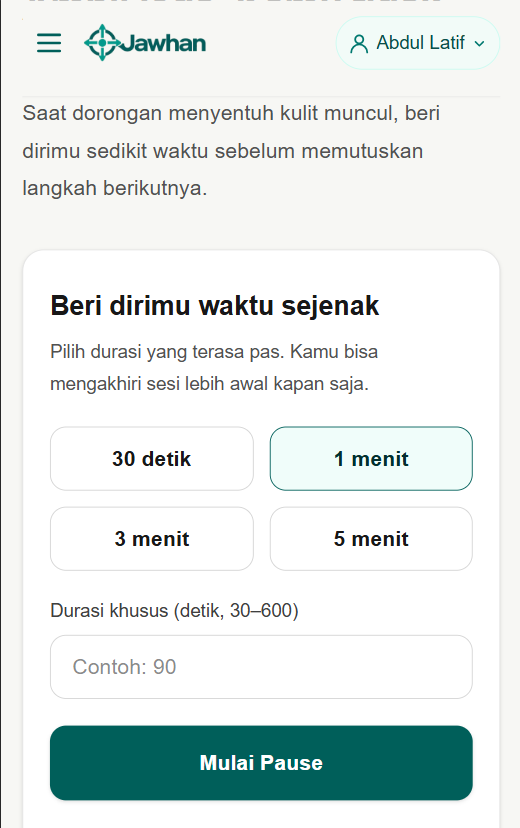 Jawhan
Abdul Latif
Saat dorongan menyentuh kulit muncul, beri
dirimu sedikit waktu sebelum memutuskan
langkah berikutnya.
Beri dirimu waktu sejenak
Pilih durasi yang terasa pas. Kamu bisa
mengakhiri sesi lebih awal kapan saja.
30 detik
1 menit
3 menit
5 menit
Durasi khusus (detik, 30–600)
Contoh: 90
Mulai Pause